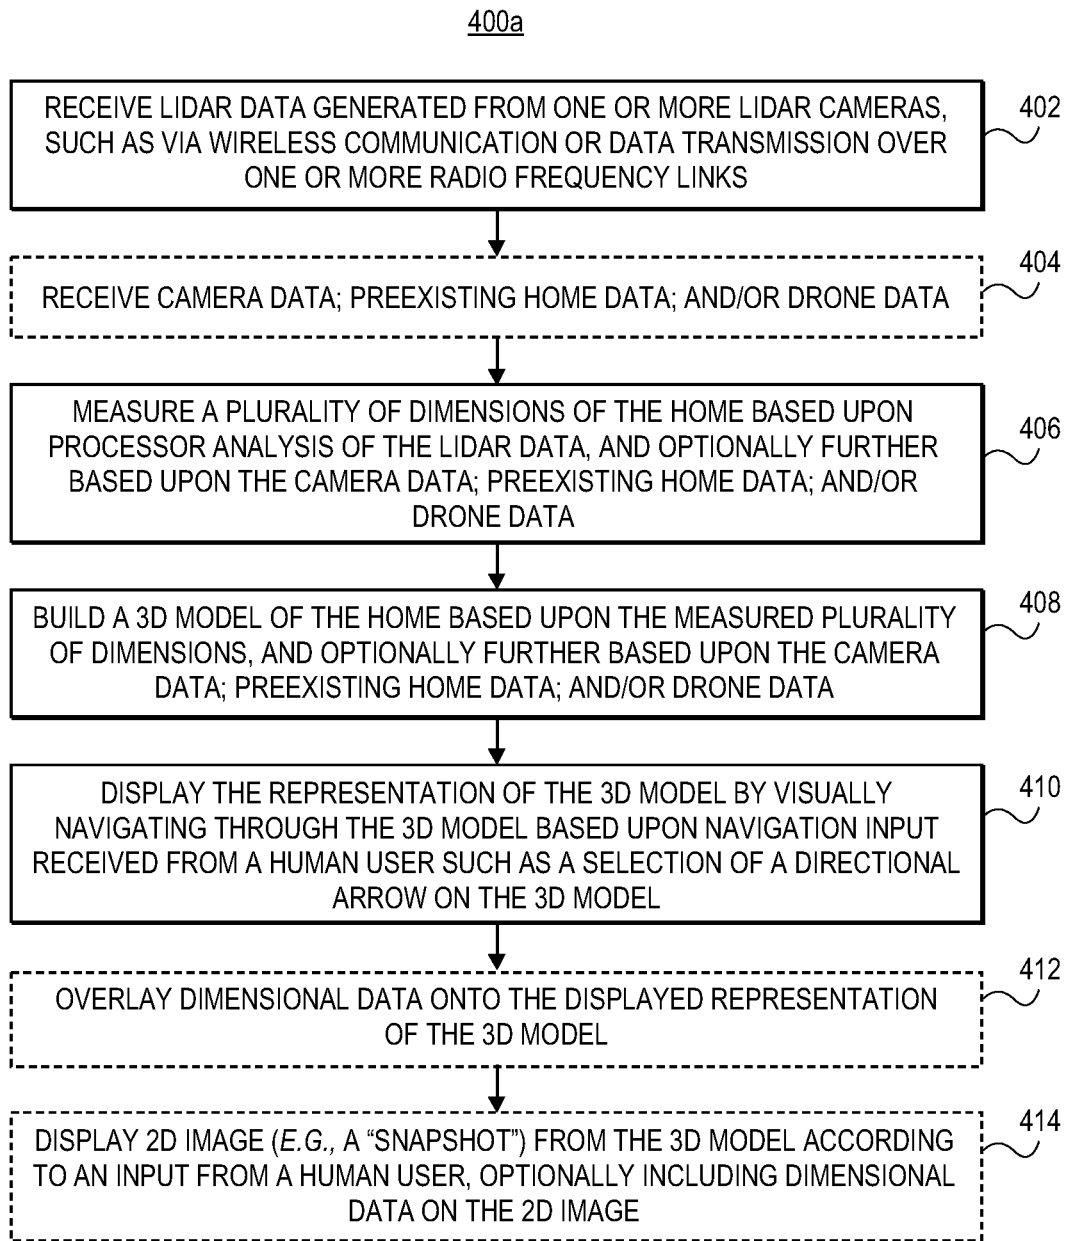 400a
RECEIVE LIDAR DATA GENERATED FROM ONE OR MORE LIDAR CAMERAS,
SUCH AS VIA WIRELESS COMMUNICATION OR DATA TRANSMISSION OVER
ONE OR MORE RADIO FREQUENCY LINKS
402
RECEIVE CAMERA DATA; PREEXISTING HOME DATA; AND/OR DRONE DATA
404
MEASURE A PLURALITY OF DIMENSIONS OF THE HOME BASED UPON
PROCESSOR ANALYSIS OF THE LIDAR DATA, AND OPTIONALLY FURTHER
BASED UPON THE CAMERA DATA; PREEXISTING HOME DATA; AND/OR
DRONE DATA
406
BUILD A 3D MODEL OF THE HOME BASED UPON THE MEASURED PLURALITY
OF DIMENSIONS, AND OPTIONALLY FURTHER BASED UPON THE CAMERA
DATA; PREEXISTING HOME DATA; AND/OR DRONE DATA
408
DISPLAY THE REPRESENTATION OF THE 3D MODEL BY VISUALLY
NAVIGATING THROUGH THE 3D MODEL BASED UPON NAVIGATION INPUT
RECEIVED FROM A HUMAN USER SUCH AS A SELECTION OF A DIRECTIONAL
ARROW ON THE 3D MODEL
410
OVERLAY DIMENSIONAL DATA ONTO THE DISPLAYED REPRESENTATION
OF THE 3D MODEL
412
DISPLAY 2D IMAGE (E.G., A “SNAPSHOT”) FROM THE 3D MODEL ACCORDING
TO AN INPUT FROM A HUMAN USER, OPTIONALLY INCLUDING DIMENSIONAL
DATA ON THE 2D IMAGE
414